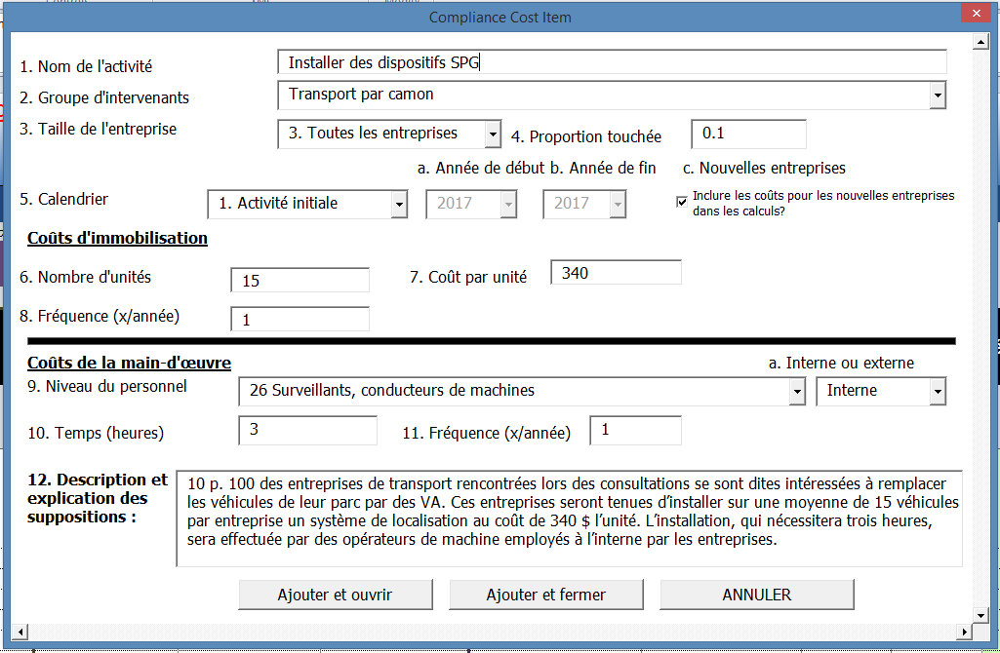 Compliance Cost Item
1. Nom de l'activité
Installer des dispositifs SPG
2. Groupe d'intervenants
Transport par camon
3. Taille de l'entreprise
3. Toutes les entreprises
4. Proportion touchée
0.1
a. Année de début b. Année de fin
c. Nouvelles entreprises
5. Calendrier
1. Activité initiale
2017
2017
Inclure les coûts pour les nouvelles entreprises
dans les calculs?
Coûts d'immobilisation
6. Nombre d'unités
15
7. Coût par unité
340
8. Fréquence (x/année)
1
Coûts de la main-d'œuvre
a. Interne ou externe
9. Niveau du personnel
26 Surveillants, conducteurs de machines
Interne
10. Temps (heures)
3
11. Fréquence (x/année)
1
12. Description et
explication des
suppositions :
10 p. 100 des entreprises de transport rencontrées lors des consultations se sont dites intéressées à remplacer
les véhicules de leur parc par des VA. Ces entreprises seront tenues d’installer sur une moyenne de 15 véhicules
par entreprise un système de localisation au coût de 340 $ l’unité. L’installation, qui nécessitera trois heures,
sera effectuée par des opérateurs de machine employés à l’interne par les entreprises.
Ajouter et ouvrir
Ajouter et fermer
ANNULER